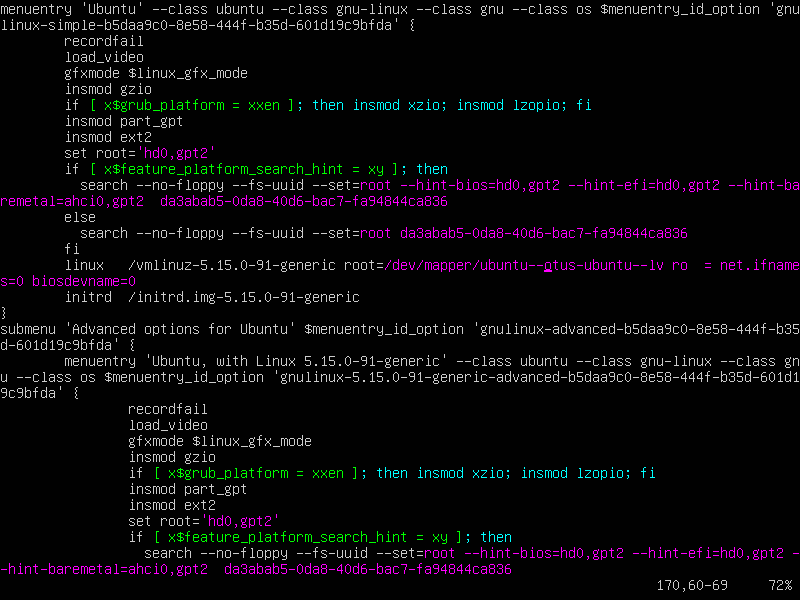 menuentry 'Ubuntu' --class ubuntu --class gnu-linux --class gnu --class os $menuentry_id_option 'gnu
linux-simple-b5daa9c0-8e58-444f-b35d-601d19c9bfda' {
recordfail
load_video
gfxmode $linux_gfx_mode
insmod gzio
if [ x$grub_platform = xxen ]; then insmod xzio; insmod lzopio; fi
insmod part_gpt
insmod ext2
set root='hd0,gpt2'
if [ x$feature_platform_search_hint = xy ]; then
search --no-floppy --fs-uuid --set=root --hint-bios=hd0,gpt2 --hint-efi=hd0,gpt2 --hint-ba
remetal=ahci0,gpt2  da3abab5-0da8-40d6-bac7-fa94844ca836
else
search --no-floppy --fs-uuid --set=root da3abab5-0da8-40d6-bac7-fa94844ca836
fi
linux   /vmlinuz-5.15.0-91-generic root=/dev/mapper/ubuntu--otus-ubuntu--lv ro  = net.ifname
s=0 biosdevname=0
initrd  /initrd.img-5.15.0-91-generic
}
submenu 'Advanced options for Ubuntu' $menuentry_id_option 'gnulinux-advanced-b5daa9c0-8e58-444f-b35
d-601d19c9bfda' {
menuentry 'Ubuntu, with Linux 5.15.0-91-generic' --class ubuntu --class gnu-linux --class gn
u --class os $menuentry_id_option 'gnulinux-5.15.0-91-generic-advanced-b5daa9c0-8e58-444f-b35d-601d1
9c9bfda' {
recordfail
load_video
gfxmode $linux_gfx_mode
insmod gzio
if [ x$grub_platform = xxen ]; then insmod xzio; insmod lzopio; fi
insmod part_gpt
insmod ext2
set root='hd0,gpt2'
if [ x$feature_platform_search_hint = xy ]; then
search --no-floppy --fs-uuid --set=root --hint-bios=hd0,gpt2 --hint-efi=hd0,gpt2 -
-hint-baremetal=ahci0,gpt2  da3abab5-0da8-40d6-bac7-fa94844ca836
170,60-69     72%